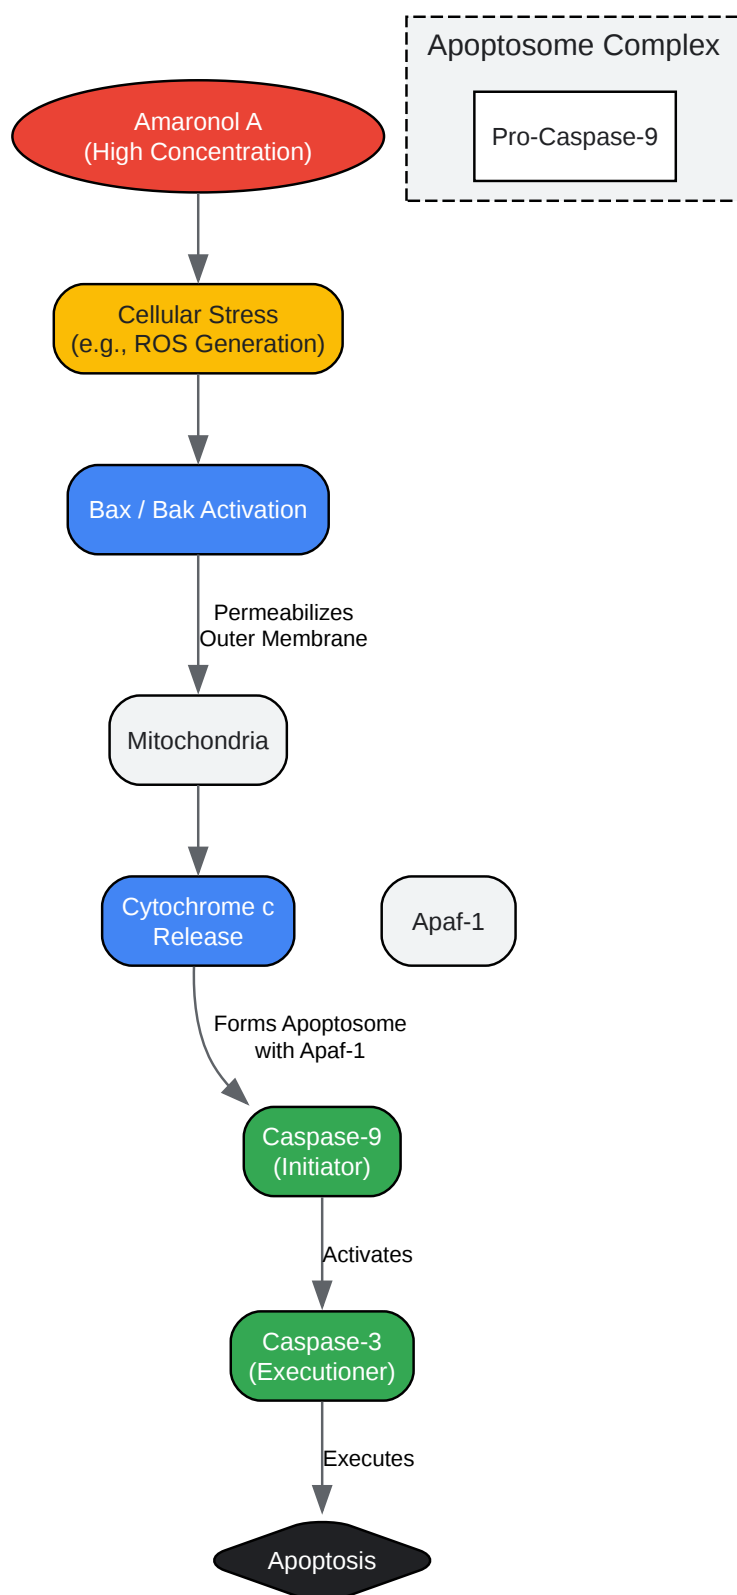 Apoptosome Complex
Pro-Caspase-9
Amaronol A
(High Concentration)
Cellular Stress
(e.g., ROS Generation)
Bax / Bak Activation
Permeabilizes
Outer Membrane
Mitochondria
Cytochrome c
Release
Apaf-1
Forms Apoptosome
with Apaf-1
Caspase-9
(Initiator)
Activates
Caspase-3
(Executioner)
Executes
Apoptosis